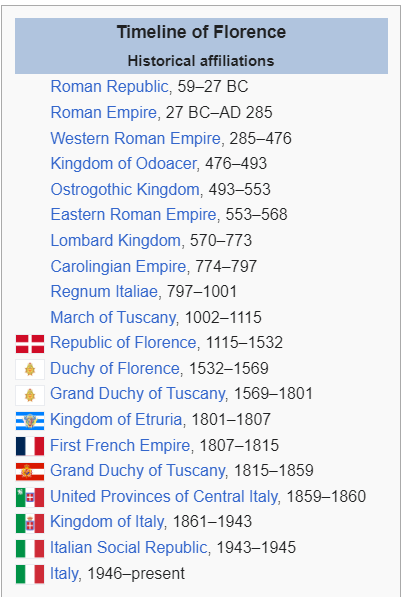 Timeline of Florence
Historical affiliations
Roman Republic, 59–27 BC
Roman Empire, 27 BC–AD 285
Western Roman Empire, 285–476
Kingdom of Odoacer, 476–493
Ostrogothic Kingdom, 493–553
Eastern Roman Empire, 553–568
Lombard Kingdom, 570–773
Carolingian Empire, 774–797
Regnum Italiae, 797–1001
March of Tuscany, 1002–1115
Republic of Florence, 1115–1532
Duchy of Florence, 1532–1569
Grand Duchy of Tuscany, 1569–1801
Kingdom of Etruria, 1801–1807
First French Empire, 1807–1815
Grand Duchy of Tuscany, 1815–1859
United Provinces of Central Italy, 1859–1860
Kingdom of Italy, 1861–1943
Italian Social Republic, 1943–1945
Italy, 1946–present